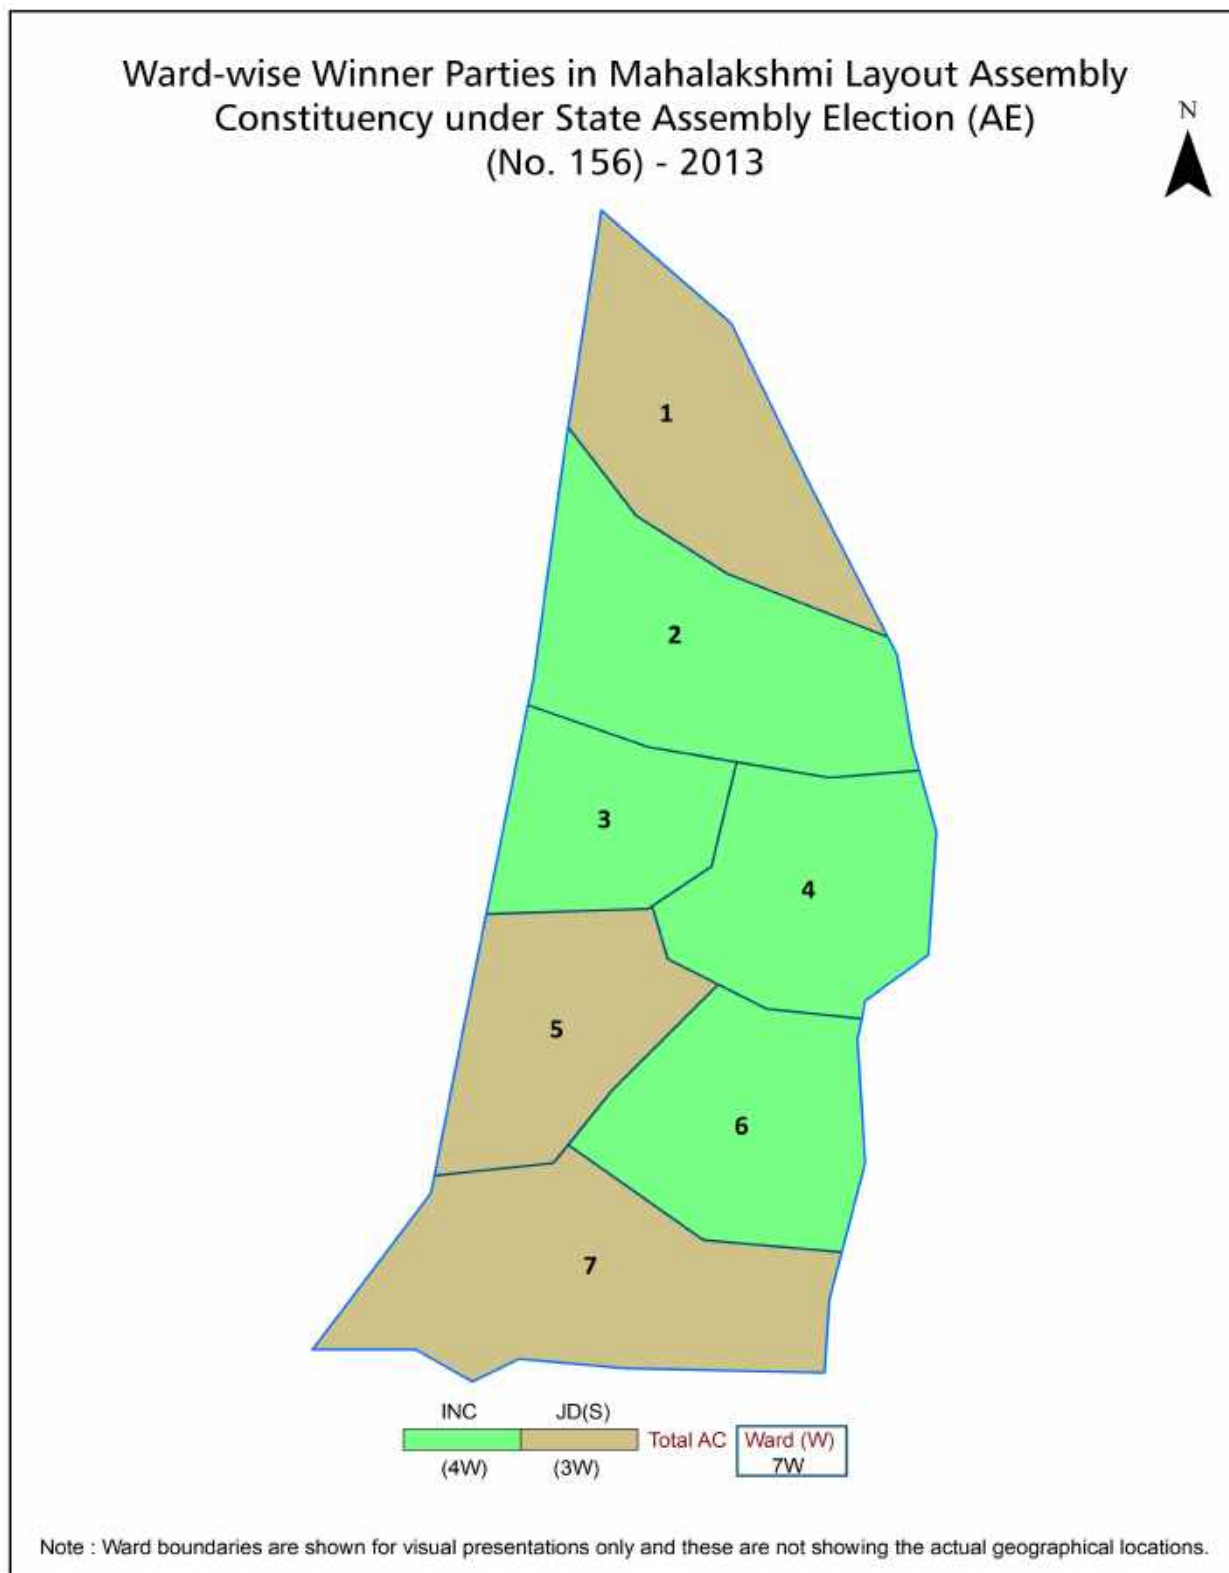 Ward-wise Winner Parties in Mahalakshmi Layout Assembly
Constituency under State Assembly Election (AE)
(No. 156) - 2013
N
1
2
3
4
5
6
7
INC JD(S)
Total AC Ward (W)
(4W) (3W) 7W
Note : Ward boundaries are shown for visual presentations only and these are not showing the actual geographical locations.